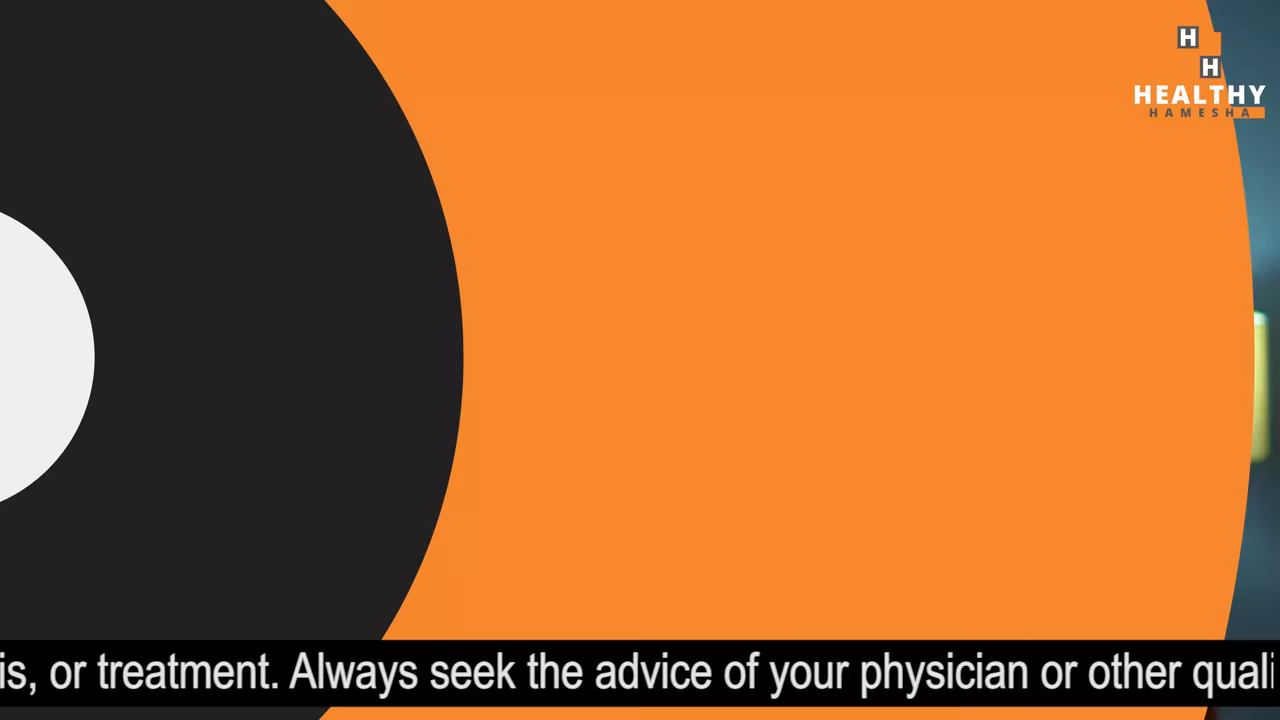 H
H
HEALTHY
HAMESHA
is, or treatment. Always seek the advice of your physician or other quali